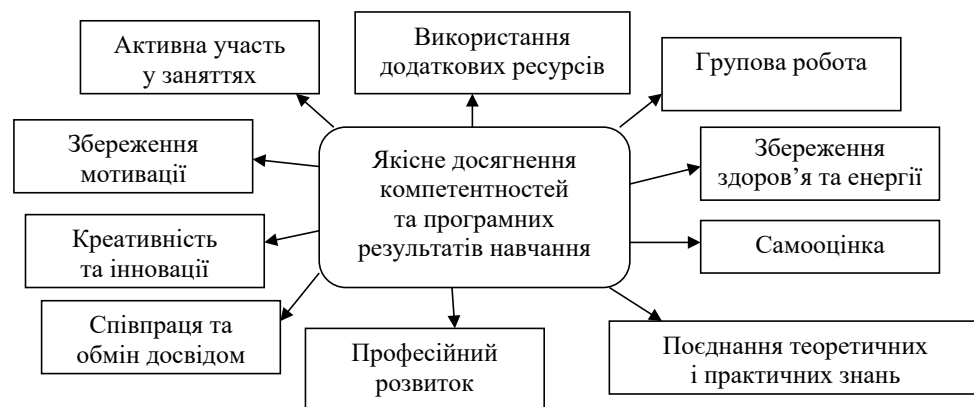 Активна участь
у заняттях
Використання
додаткових ресурсів
Групова робота
Збереження
мотивації
Якісне досягнення
компетентностей
та програмних
результатів навчання
Збереження
здоров’я та енергії
Креативність
та інновації
Самооцінка
Співпраця та
обмін досвідом
Професійний
розвиток
Поєднання теоретичних
і практичних знань